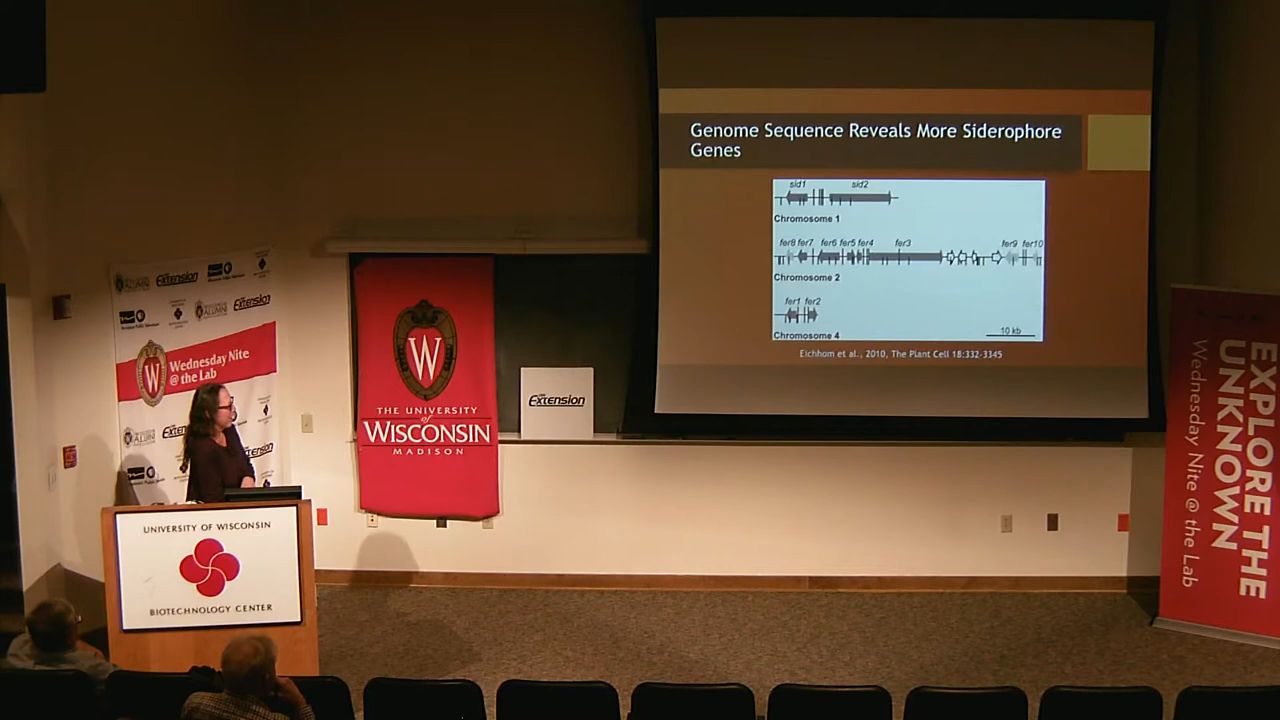 Genome Sequence Reveals More Siderophore
Genes
sid1 sid2
Chromosome 1
fer8 fer7 fer6 fer5 fer4 fer3 fer9 fer10
Chromosome 2
fer1 fer2
Chromosome 4
10 kb
Eichhorn et al., 2010, The Plant Cell 18:332-3345
Extension
Extension
Wednesday Nite
@ the Lab
W
THE UNIVERSITY
of
WISCONSIN
MADISON
Extension
UNIVERSITY OF WISCONSIN
BIOTECHNOLOGY CENTER
EXPLORE THE
UNKNOWN
Wednesday Nite @ the Lab